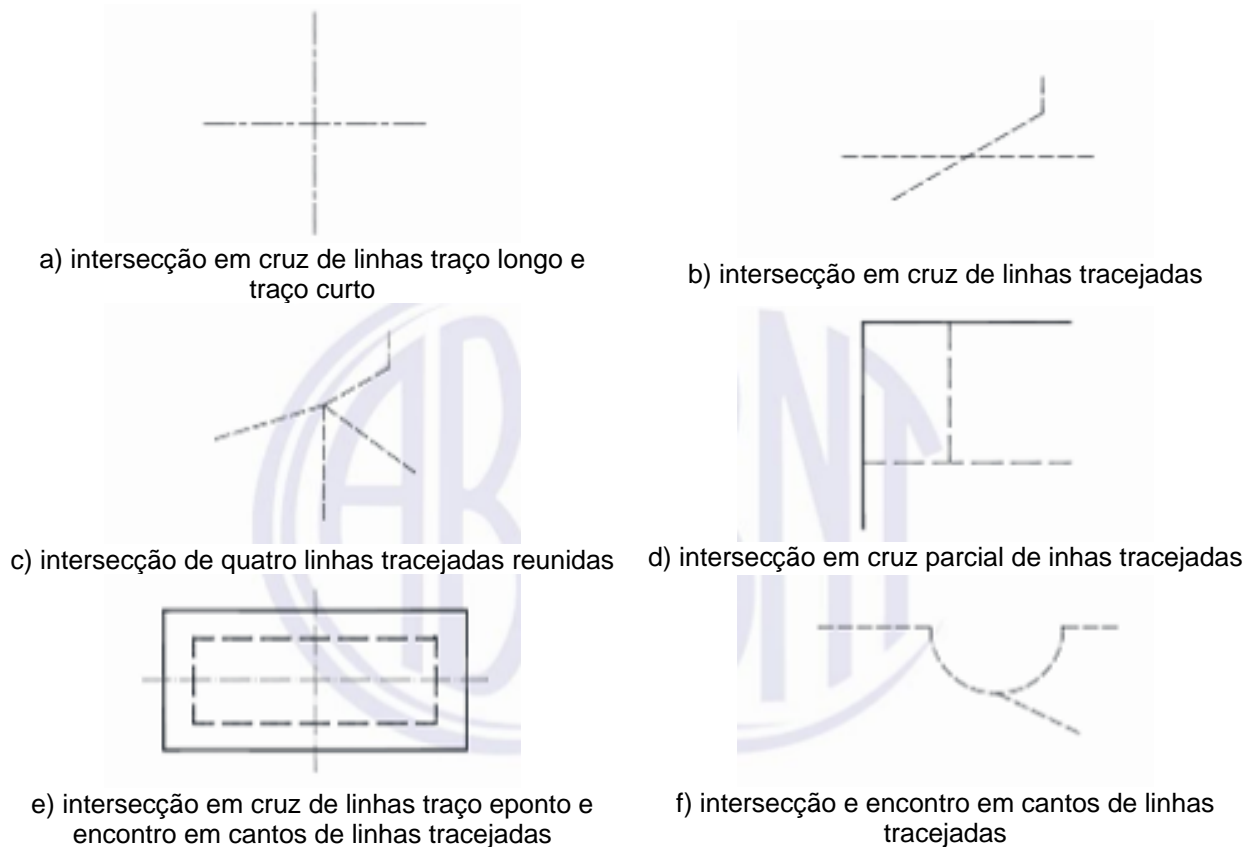 a) intersecção em cruz de linhas traço longo e
traço curto
b) intersecção em cruz de linhas tracejadas
c) intersecção de quatro linhas tracejadas reunidas
d) intersecção em cruz parcial de inhas tracejadas
e) intersecção em cruz de linhas traço eponto e
encontro em cantos de linhas tracejadas
f) intersecção e encontro em cantos de linhas
tracejadas
ABNT